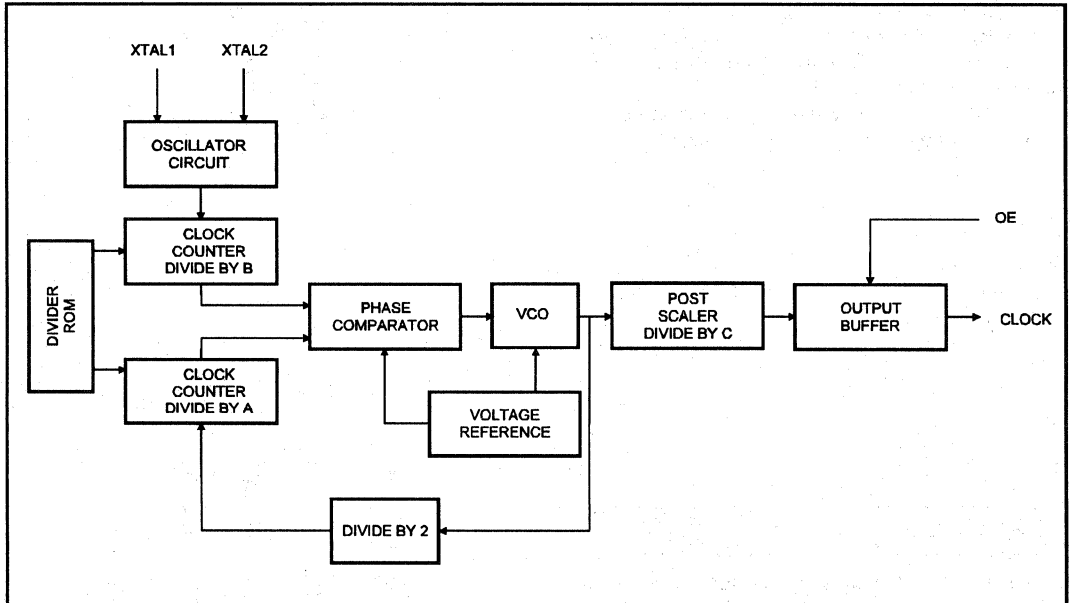 XTAL1
XTAL2
OSCILLATOR
CIRCUIT
CLOCK
COUNTER
DIVIDE BY B
OE
DIVIDER
ROM
PHASE
COMPARATOR
VCO
POST
SCALER
DIVIDE BY C
OUTPUT
BUFFER
CLOCK
CLOCK
COUNTER
DIVIDE BY A
VOLTAGE
REFERENCE
DIVIDE BY 2